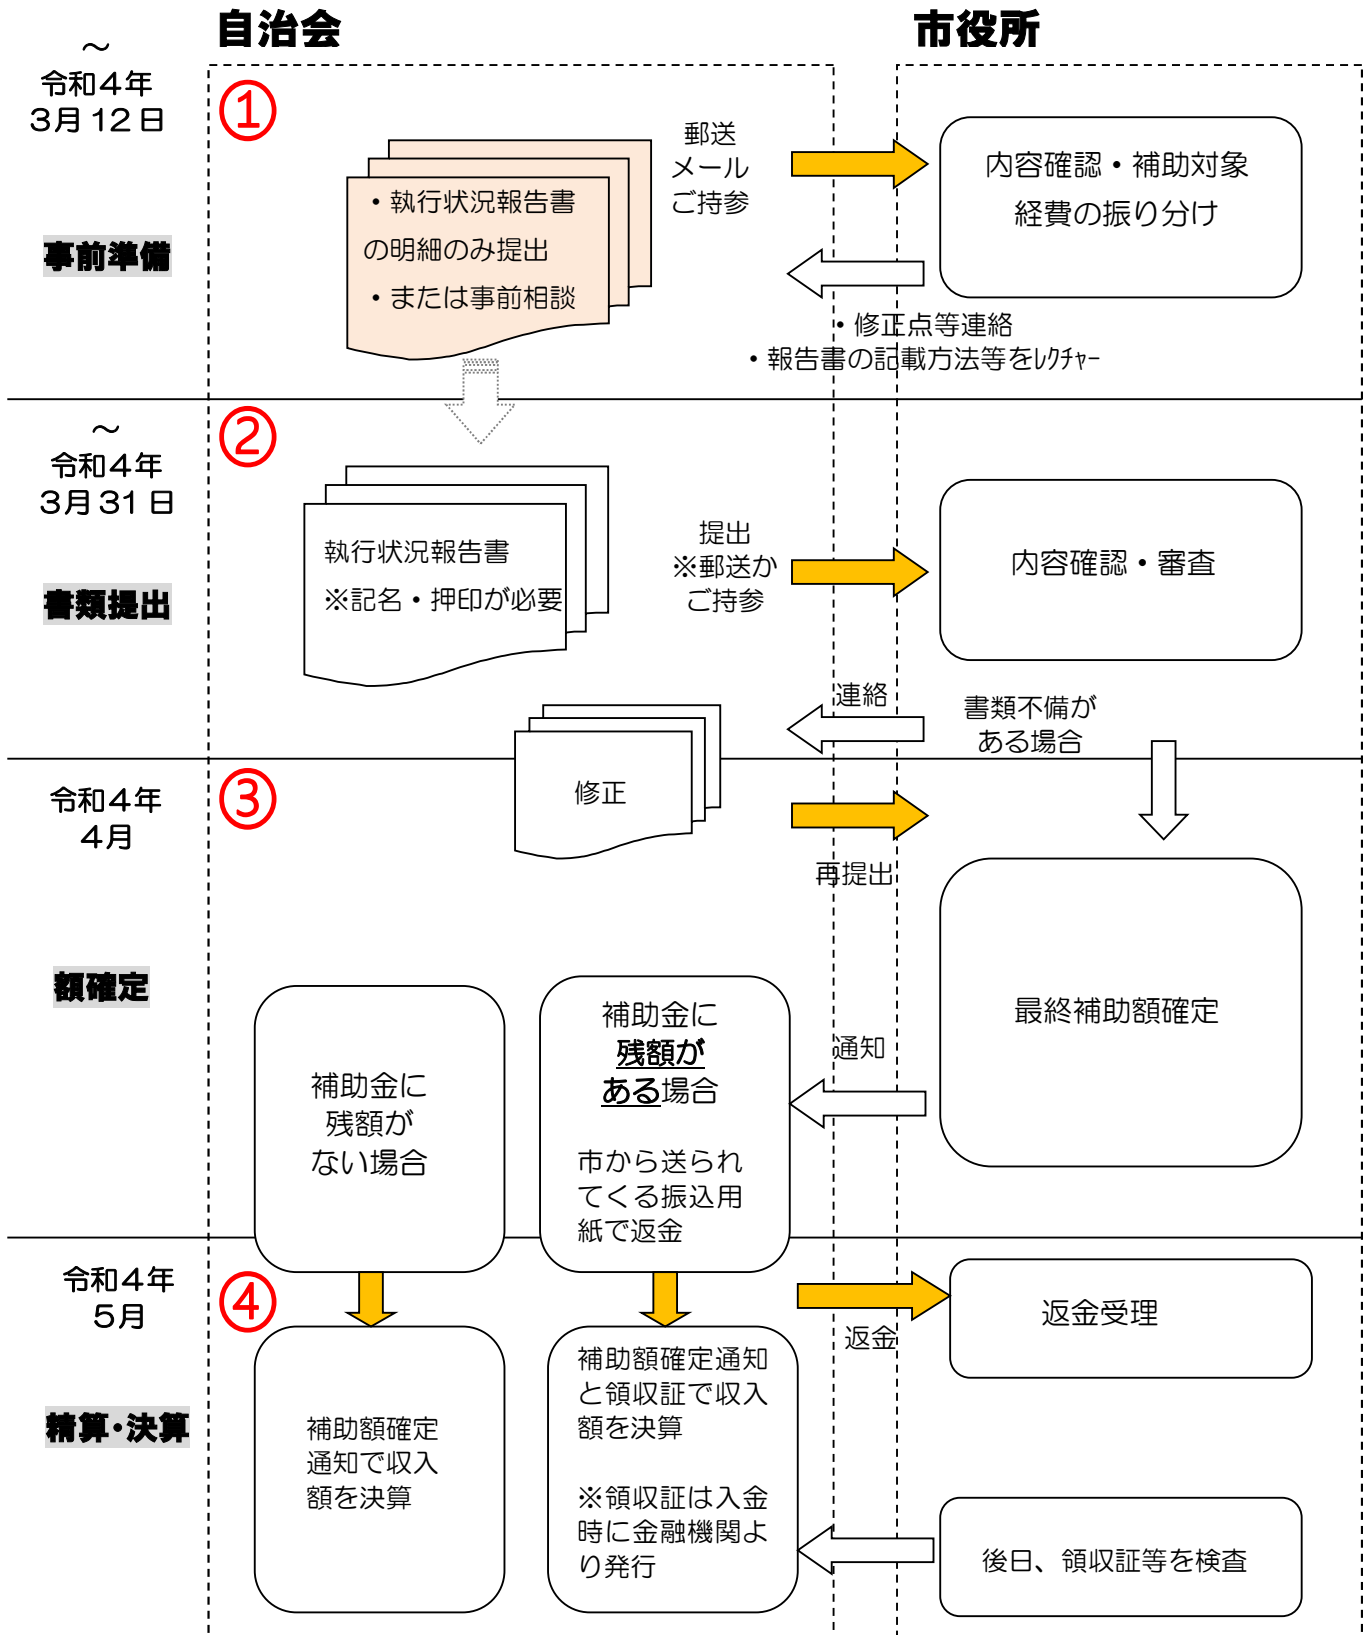 自治会
市役所
～
令和４年
３月12日
事前準備
①
・執行状況報告書
の明細のみ提出
・または事前相談
郵送
メール
ご持参
内容確認・補助対象
経費の振り分け
・修正点等連絡
・報告書の記載方法等をﾚｸﾁｬｰ
～
令和４年
３月31日
書類提出
②
執行状況報告書
※記名・押印が必要
提出
※郵送か
ご持参
内容確認・審査
連絡
書類不備が
ある場合
令和４年
４月
額確定
③
修正
再提出
最終補助額確定
通知
補助金に
残額が
ない場合
補助金に
残額が
ある場合
市から送られ
てくる振込用
紙で返金
令和４年
５月
精算・決算
④
補助額確定
通知で収入
額を決算
補助額確定通知
と領収証で収入
額を決算
※領収証は入金
時に金融機関よ
り発行
返金
返金受理
後日、領収証等を検査